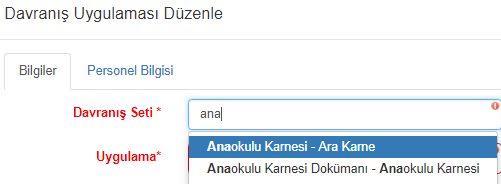 Davranış Uygulaması Düzenle
Bilgiler Personel Bilgisi
Davranış Seti * ana
Anaokulu Karnesi - Ara Karne
Uygulama*
Anaokulu Karnesi Dokümanı - Anaokulu Karnesi